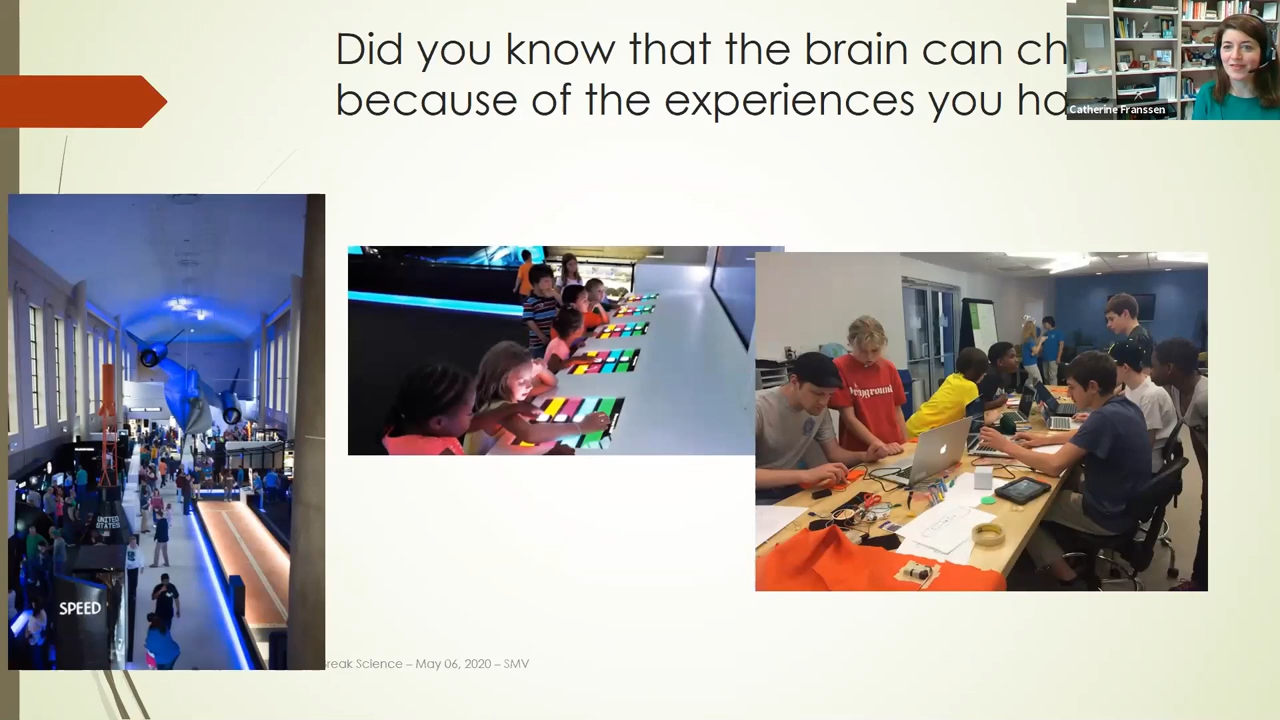 Did you know that the brain can ch
because of the experiences you ha
Catherine Franssen
UNITED
STATES
SPEED
reak Science – May 06, 2020 – SMV